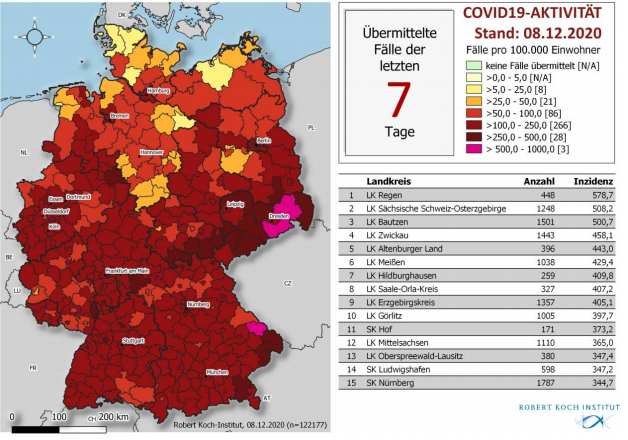 DK
PL
NL
BE
LU
CZ
FR
CH
AT
Hamburg
Bremen
Berlin
Hannover
Essen
Dortmund
Düsseldorf
Köln
Leipzig
Dresden
Frankfurt am Main
Nürnberg
Stuttgart
München
0 100 200 km
Robert Koch-Institut, 08.12.2020 (n=122177)
Übermittelte
Fälle der
letzten
7
Tage
COVID19-AKTIVITÄT
Stand: 08.12.2020
Fälle pro 100.000 Einwohner
keine Fälle übermittelt [N/A]
>0,0 - 5,0 [N/A]
>5,0 - 25,0 [8]
>25,0 - 50,0 [21]
>50,0 - 100,0 [86]
>100,0 - 250,0 [266]
>250,0 - 500,0 [28]
> 500,0 - 1000,0 [3]
Landkreis Anzahl Inzidenz
1 LK Regen 448 578,7
2 LK Sächsische Schweiz-Osterzgebirge 1248 508,2
3 LK Bautzen 1501 500,7
4 LK Zwickau 1443 458,1
5 LK Altenburger Land 396 443,0
6 LK Meißen 1038 429,4
7 LK Hildburghausen 259 409,8
8 LK Saale-Orla-Kreis 327 407,2
9 LK Erzgebirgskreis 1357 405,1
10 LK Görlitz 1005 397,7
11 SK Hof 171 373,2
12 LK Mittelsachsen 1110 365,0
13 LK Oberspreewald-Lausitz 380 347,4
14 SK Ludwigshafen 598 347,2
15 SK Nürnberg 1787 344,7
ROBERT KOCH INSTITUT